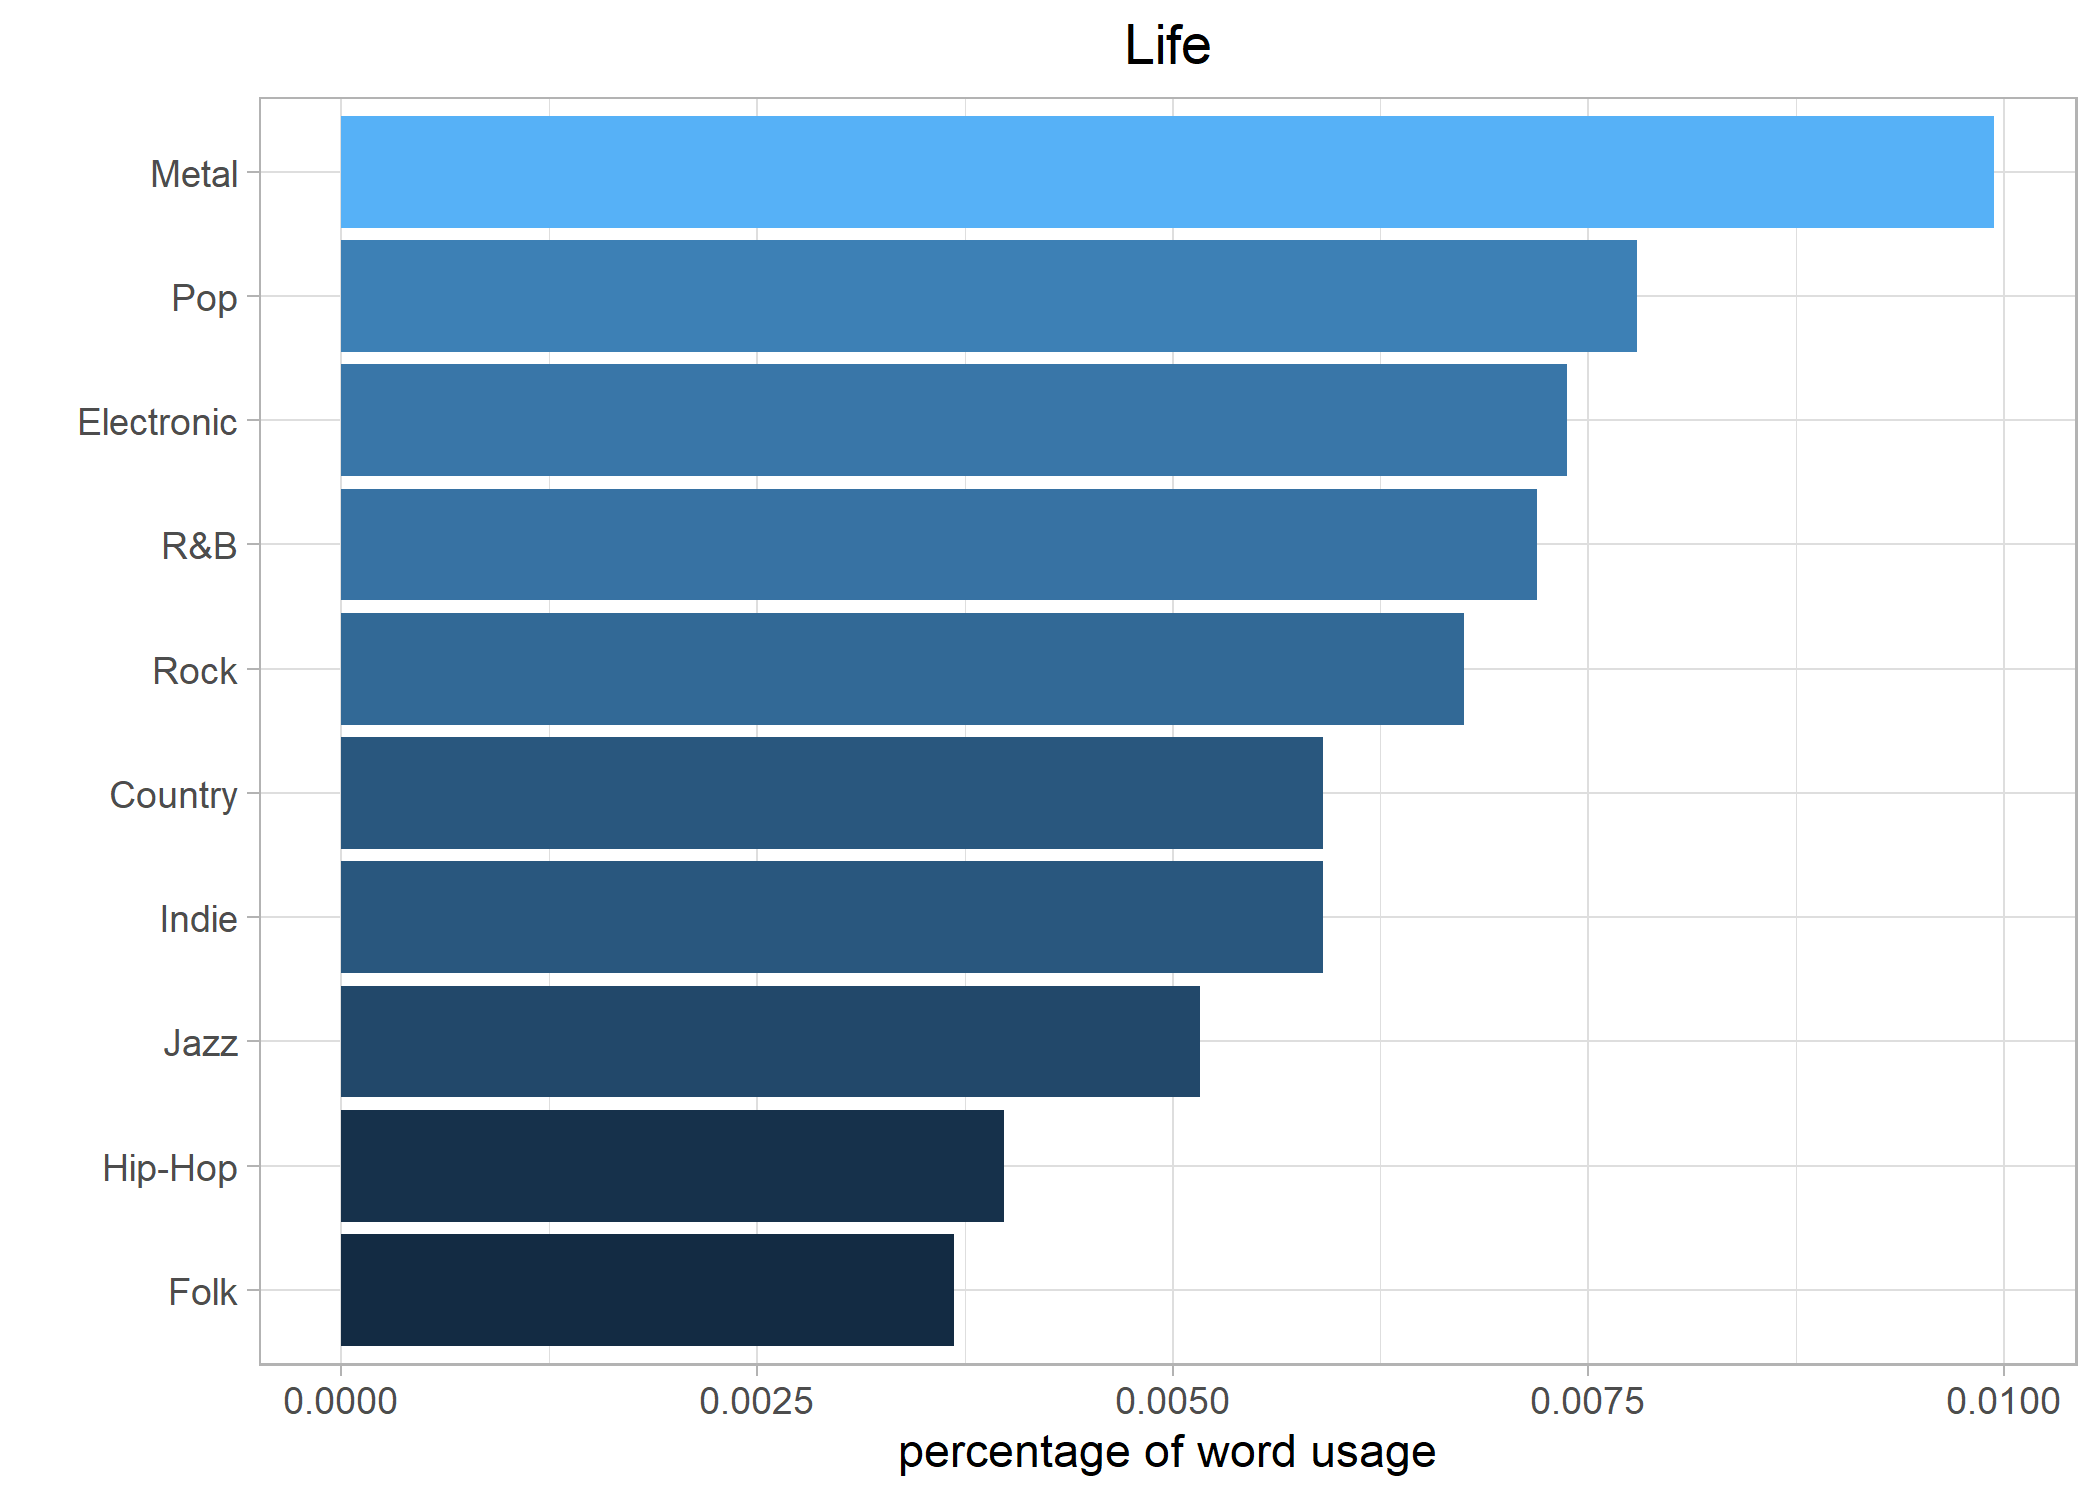 Life
Metal
Pop
Electronic
R&B
Rock
Country
Indie
Jazz
Hip-Hop
Folk
0.0000 0.0025 0.0050 0.0075 0.0100
percentage of word usage